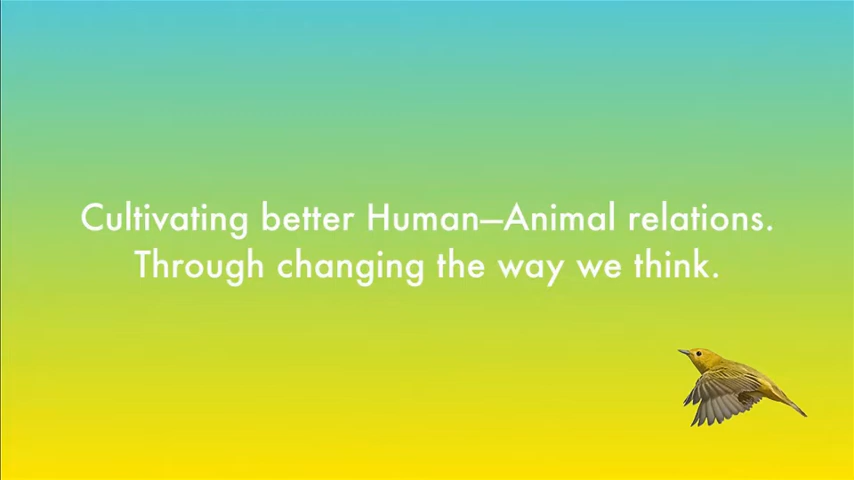 Cultivating better Human—Animal relations.
Through changing the way we think.